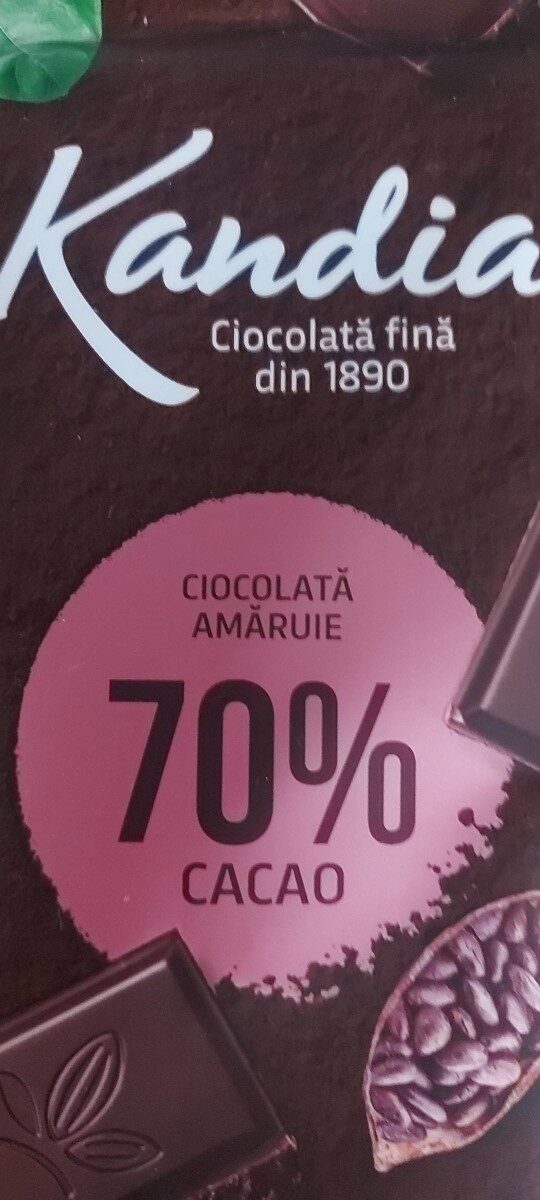 Kandia
Ciocolată fină
din 1890
CIOCOLATĂ
AMĂRUIE
70%
CACAO